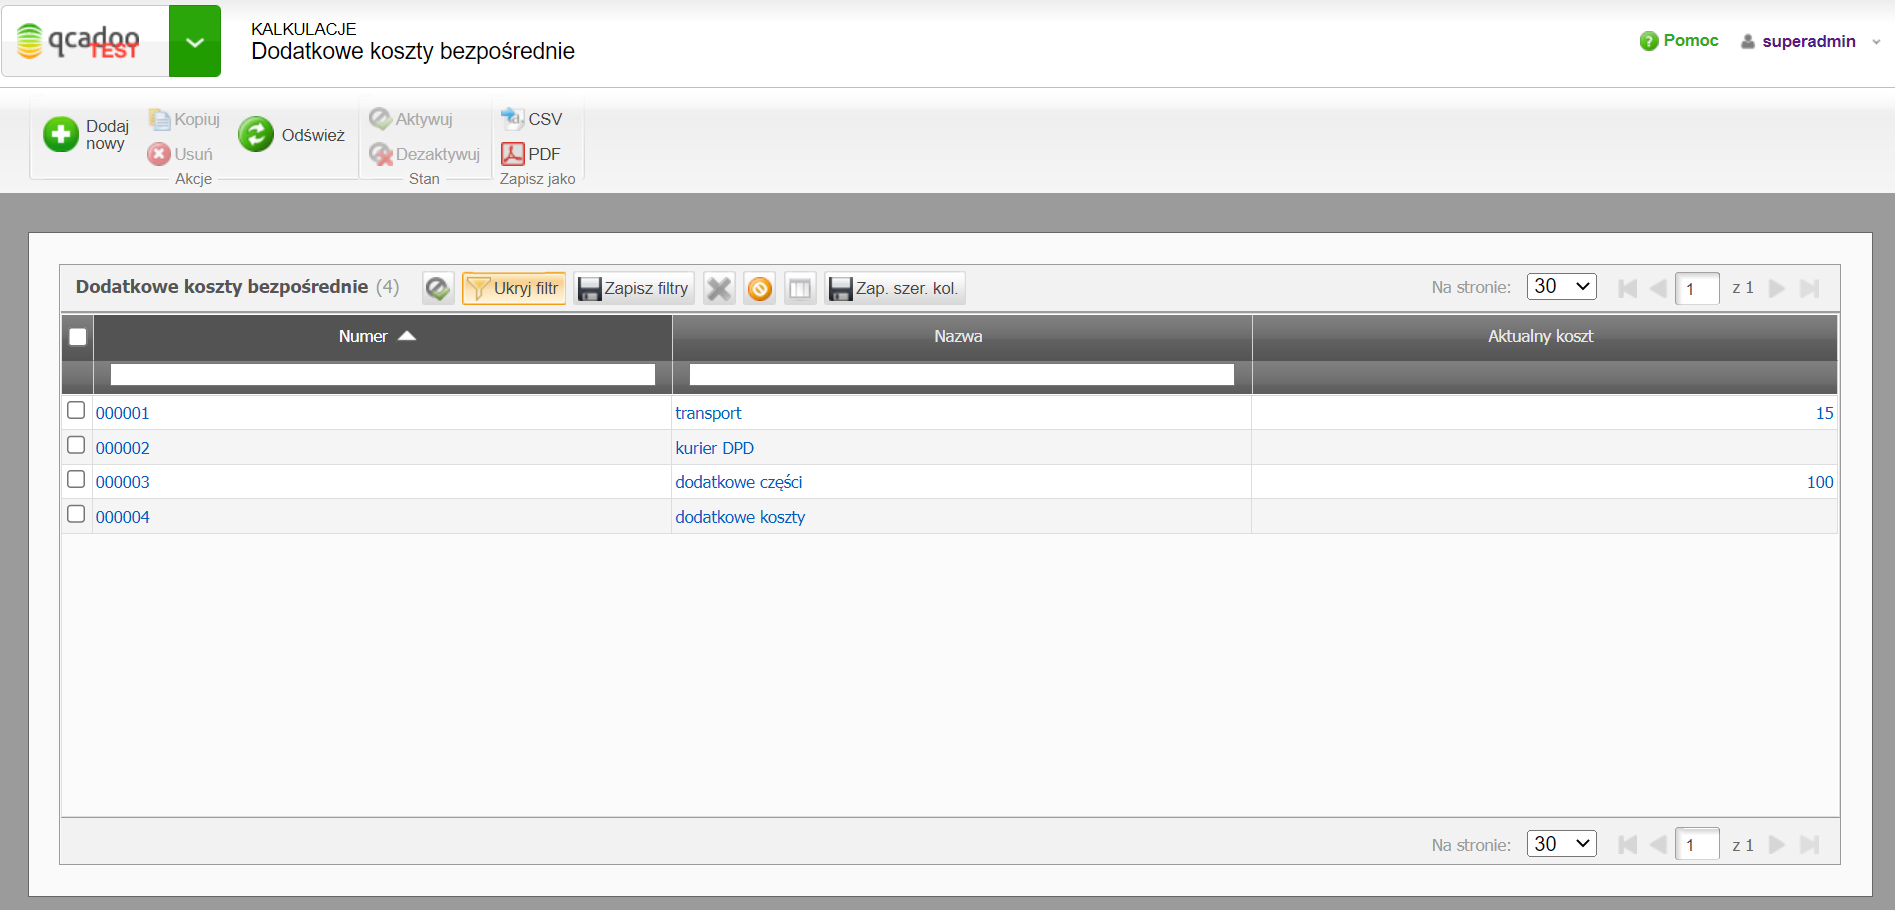 qcadoo
TEST
KALKULACJE
Dodatkowe koszty bezpośrednie
Pomoc
superadmin
Dodaj
nowy
Kopiuj
Usuń
Odśwież
Akcje
Aktywuj
Dezaktywuj
Stan
CSV
PDF
Zapisz jako
Dodatkowe koszty bezpośrednie (4)
Ukryj filtr
Zapisz filtry
Zap. szer. kol.
Na stronie: 30
1 z 1
Numer Nazwa Aktualny koszt
000001 transport 15
000002 kurier DPD
000003 dodatkowe części 100
000004 dodatkowe koszty
Na stronie: 30
1 z 1